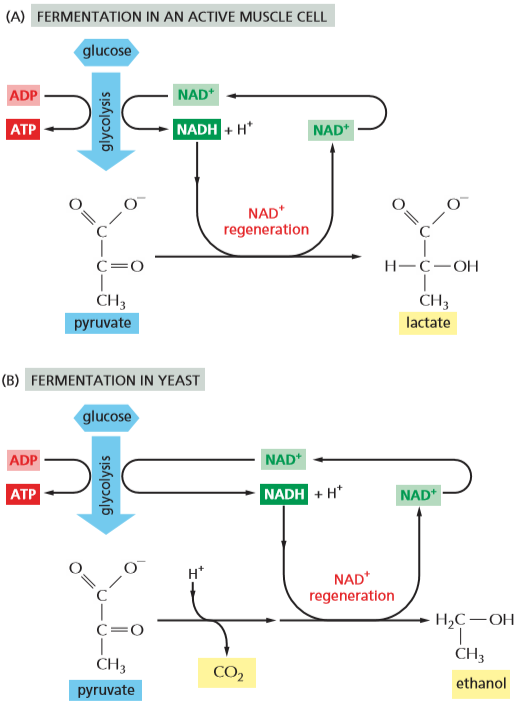 (A) FERMENTATION IN AN ACTIVE MUSCLE CELL
glucose
ADP
NAD⁺
ATP
glycolysis
NADH + H⁺
NAD⁺
NAD⁺
regeneration
O
O⁻
C
C=O
CH₃
pyruvate
O
O⁻
C
H—C—OH
CH₃
lactate
(B) FERMENTATION IN YEAST
glucose
ADP
NAD⁺
ATP
glycolysis
NADH + H⁺
NAD⁺
NAD⁺
regeneration
O
O⁻
C
C=O
CH₃
pyruvate
H⁺
CO₂
H₂C—OH
CH₃
ethanol